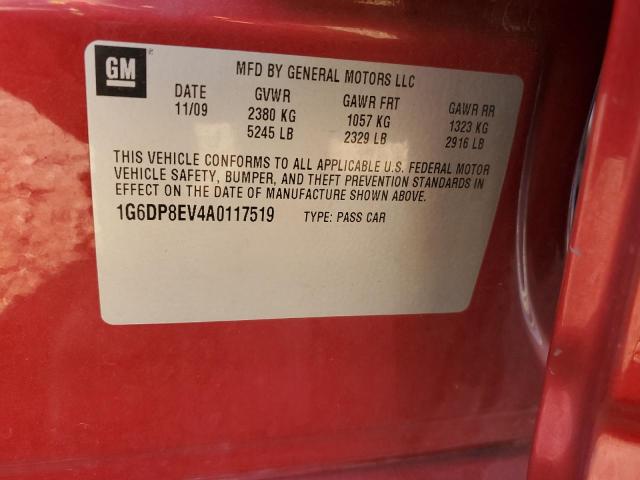 GM
MFD BY GENERAL MOTORS LLC
DATE GVWR GAWR FRT GAWR RR
11/09 2380 KG 1057 KG 1323 KG
5245 LB 2329 LB 2916 LB
THIS VEHICLE CONFORMS TO ALL APPLICABLE U.S. FEDERAL MOTOR
VEHICLE SAFETY, BUMPER, AND THEFT PREVENTION STANDARDS IN
EFFECT ON THE DATE OF MANUFACTURE SHOWN ABOVE.
1G6DP8EV4A0117519 TYPE: PASS CAR